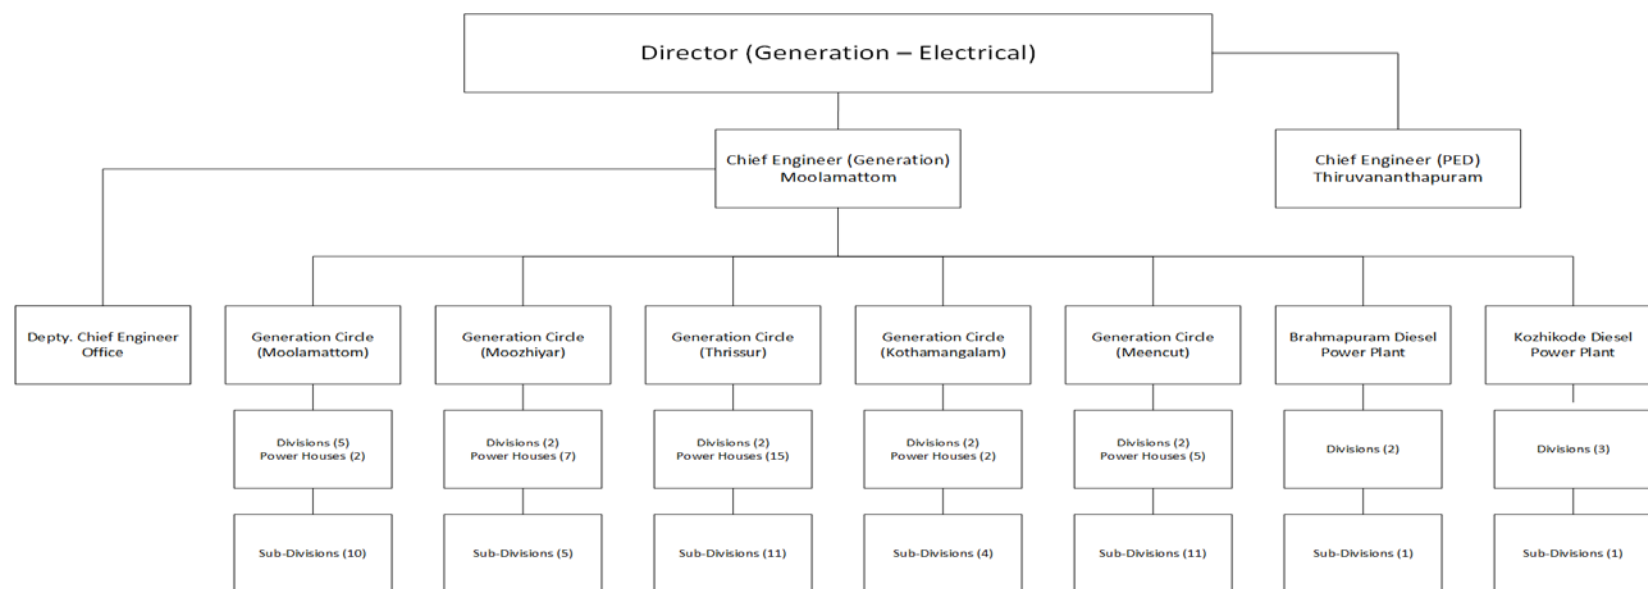 Director (Generation – Electrical)
Chief Engineer (Generation)
Moolamattom
Chief Engineer (PED)
Thiruvananthapuram
Depty. Chief Engineer
Office
Generation Circle
(Moolamattom)
Generation Circle
(Moozhiyar)
Generation Circle
(Thrissur)
Generation Circle
(Kothamangalam)
Generation Circle
(Meencut)
Brahmapuram Diesel
Power Plant
Kozhikode Diesel
Power Plant
Divisions (5)
Power Houses (2)
Divisions (2)
Power Houses (7)
Divisions (2)
Power Houses (15)
Divisions (2)
Power Houses (2)
Divisions (2)
Power Houses (5)
Divisions (2)
Divisions (3)
Sub-Divisions (10)
Sub-Divisions (5)
Sub-Divisions (11)
Sub-Divisions (4)
Sub-Divisions (11)
Sub-Divisions (1)
Sub-Divisions (1)